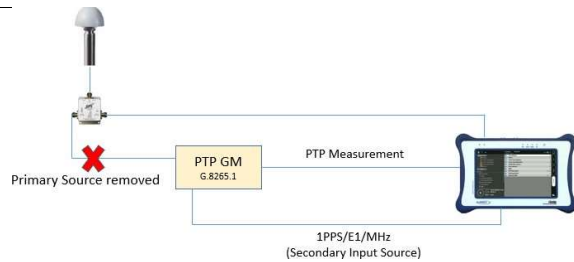 Primary Source removed
PTP GM
G.8265.1
PTP Measurement
1PPS/E1/MHz
(Secondary Input Source)